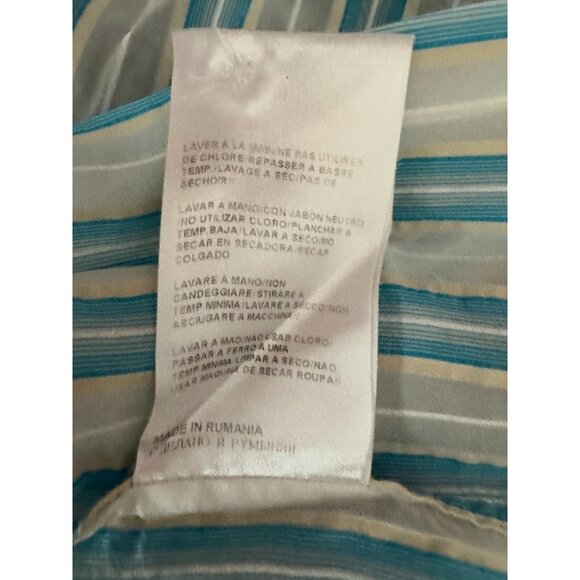 LAVER A LA MAIN/NE PAS UTILISER
DE CHLORE/REPASSER A BASSE
TEMP./LAVAGE A SEC/PAS DE
SECHOIR//
LAVAR A MANO/CON JABON NEUTRO
/NO UTILIZAR CLORO/PLANCHAR A
TEMP.BAJA/LAVAR A SECO/NO
SECAR EN SECADORA/SECAR
COLGADO
LAVARE A MANO/NON
CANDEGGIARE/STIRARE A
TEMP MINIMA/LAVARE A SECCO/NON
ASCIUGARE A MACCHINA
LAVAR A MAO/NAO USAR CLORO/
PASSAR A FERRO À UMA
TEMP.MINIMA/LIMPAR A SECO/NAO
USAR MAQUINA DE SECAR ROUPA//
MADE IN RUMANIA